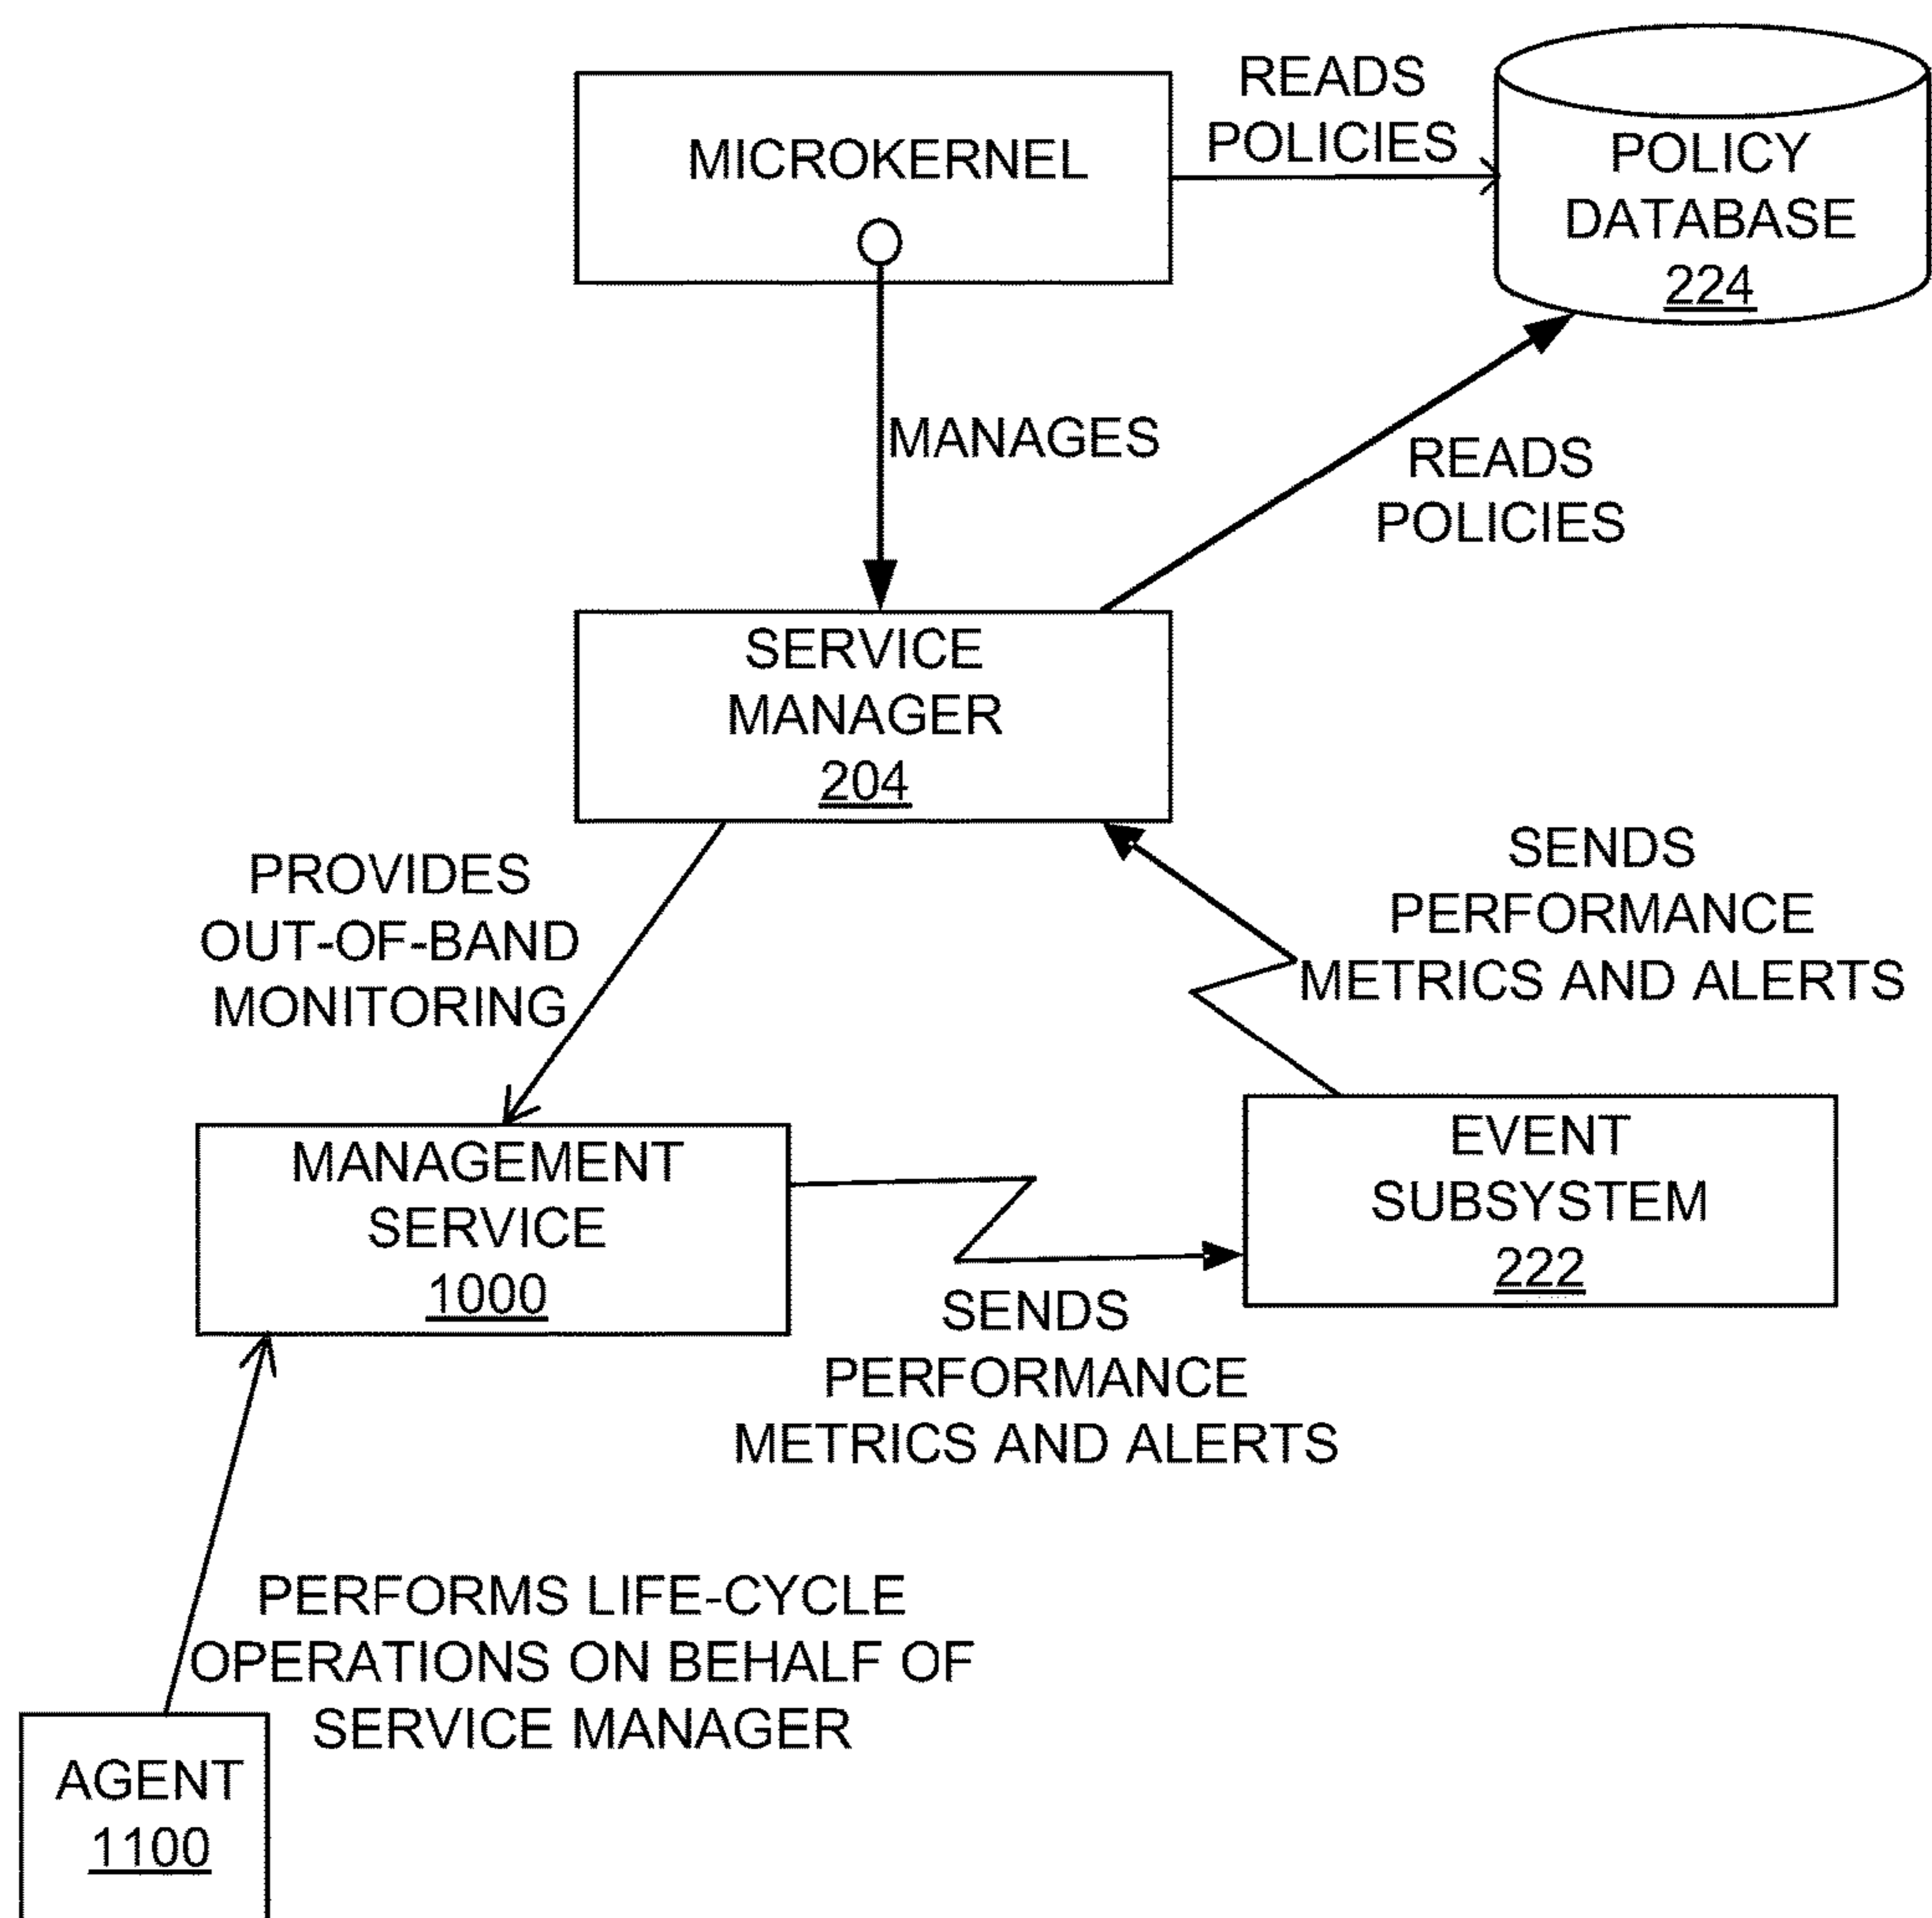 READS
POLICIES
MICROKERNEL
POLICY
DATABASE
224
MANAGES
READS
POLICIES
SERVICE
MANAGER
204
PROVIDES
OUT-OF-BAND
MONITORING
SENDS
PERFORMANCE
METRICS AND ALERTS
MANAGEMENT
SERVICE
1000
EVENT
SUBSYSTEM
222
SENDS
PERFORMANCE
METRICS AND ALERTS
PERFORMS LIFE-CYCLE
OPERATIONS ON BEHALF OF
SERVICE MANAGER
AGENT
1100